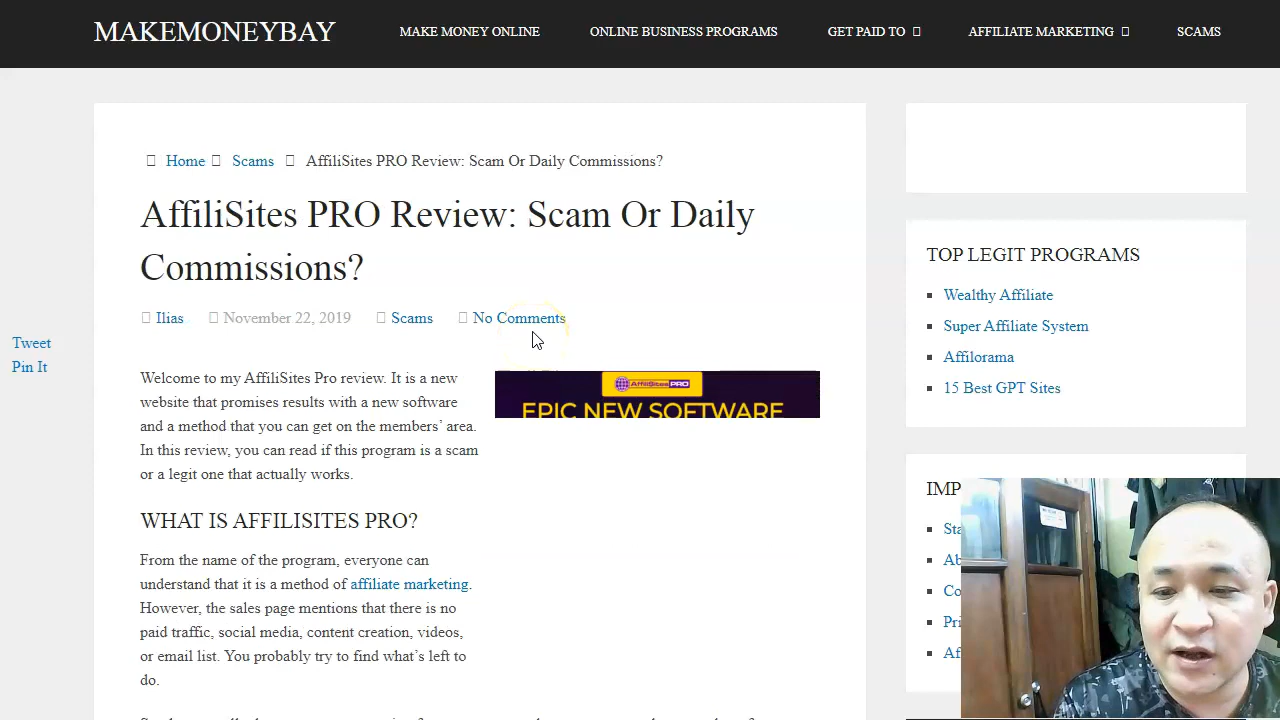 MAKEMONEYBAY
MAKE MONEY ONLINE
ONLINE BUSINESS PROGRAMS
GET PAID TO
AFFILIATE MARKETING
SCAMS
Home
Scams
AffiliSites PRO Review: Scam Or Daily Commissions?
AffiliSites PRO Review: Scam Or Daily
Commissions?
Ilias
November 22, 2019
Scams
No Comments
Tweet
Pin It
Welcome to my AffiliSites Pro review. It is a new
website that promises results with a new software
and a method that you can get on the members’ area.
In this review, you can read if this program is a scam
or a legit one that actually works.
AffiliSites PRO
EPIC NEW SOFTWARE
WHAT IS AFFILISITES PRO?
From the name of the program, everyone can
understand that it is a method of affiliate marketing.
However, the sales page mentions that there is no
paid traffic, social media, content creation, videos,
or email list. You probably try to find what’s left to
do.
TOP LEGIT PROGRAMS
Wealthy Affiliate
Super Affiliate System
Affilorama
15 Best GPT Sites
IMP
Sta
Ab
Co
Pri
Af